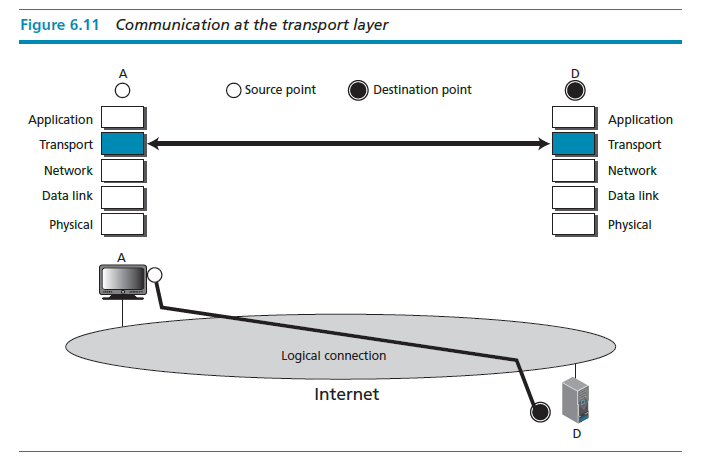 Figure 6.11 Communication at the transport layer
A
D
Source point
Destination point
Application
Application
Transport
Transport
Network
Network
Data link
Data link
Physical
Physical
A
Logical connection
Internet
D